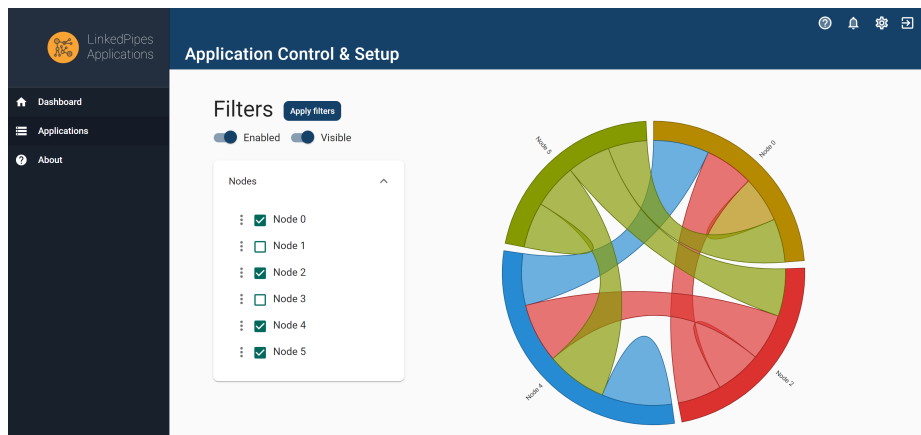 LinkedPipes
Applications
Application Control & Setup
Dashboard
Applications
About
Filters
Apply filters
Enabled
Visible
Nodes
Node 0
Node 1
Node 2
Node 3
Node 4
Node 5
Node 5
Node 0
Node 4
Node 2